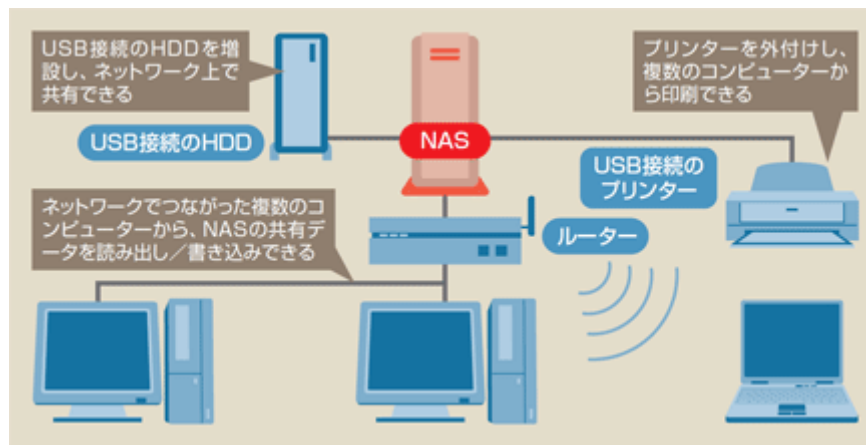 USB接続のHDDを増
設し、ネットワーク上で
共有できる
USB接続のHDD
NAS
プリンターを外付けし、
複数のコンピューターか
ら印刷できる
USB接続の
プリンター
ネットワークでつながった複数のコ
ンピューターから、NASの共有デ
ータを読み出し／書き込みできる
ルーター